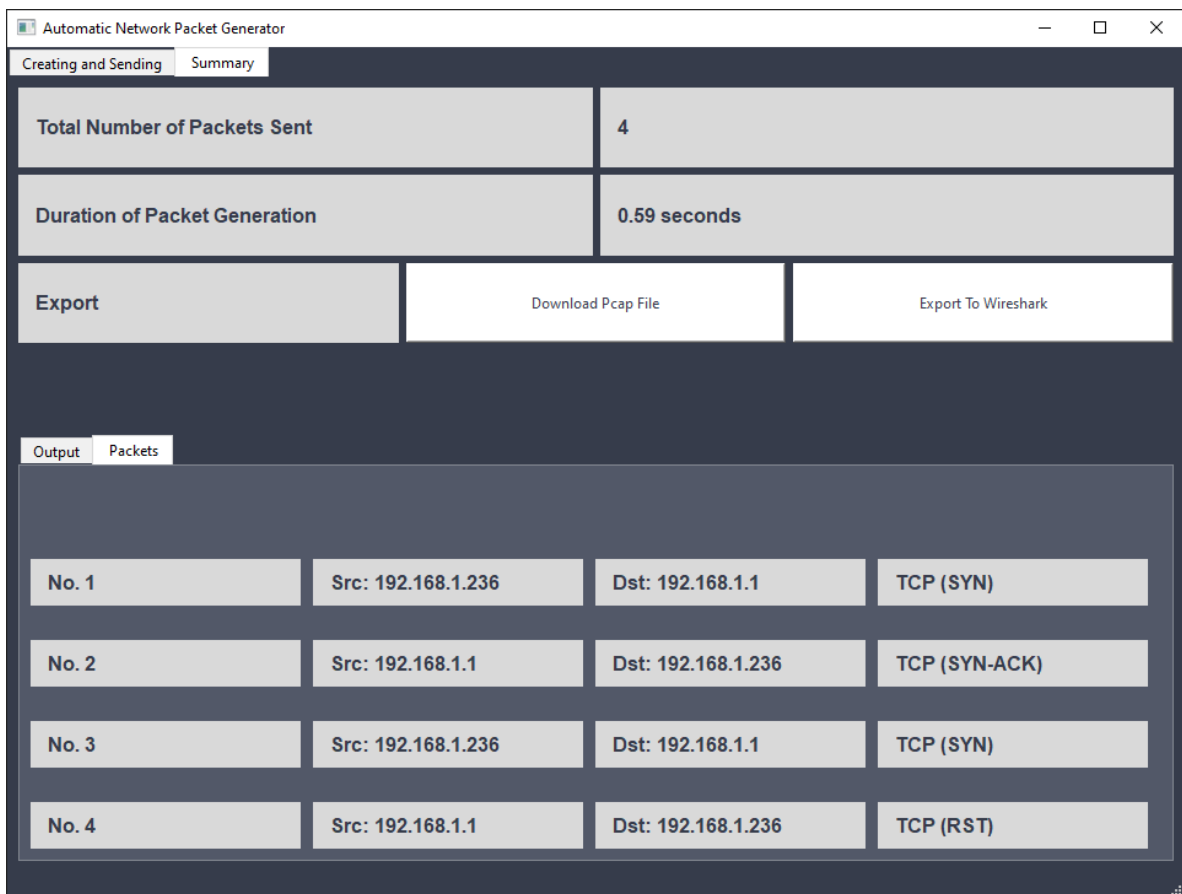 Automatic Network Packet Generator
Creating and Sending Summary
Total Number of Packets Sent 4
Duration of Packet Generation 0.59 seconds
Export Download Pcap File Export To Wireshark
Output Packets
No. 1 Src: 192.168.1.236 Dst: 192.168.1.1 TCP (SYN)
No. 2 Src: 192.168.1.1 Dst: 192.168.1.236 TCP (SYN-ACK)
No. 3 Src: 192.168.1.236 Dst: 192.168.1.1 TCP (SYN)
No. 4 Src: 192.168.1.1 Dst: 192.168.1.236 TCP (RST)